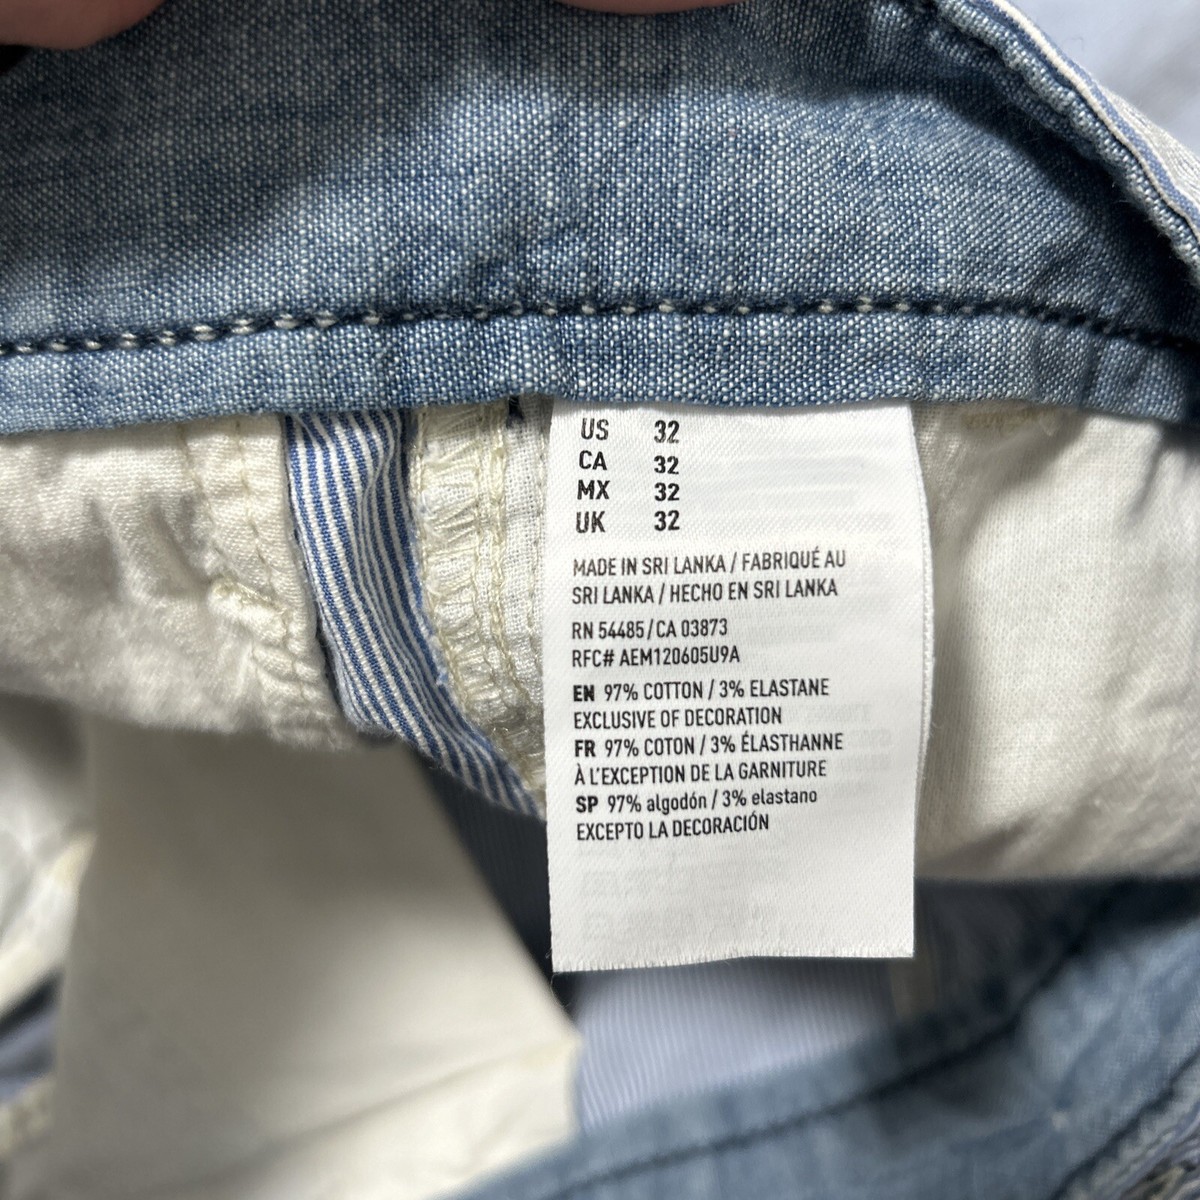 US 32
CA 32
MX 32
UK 32
MADE IN SRI LANKA / FABRIQUÉ AU
SRI LANKA / HECHO EN SRI LANKA
RN 54485/CA 03873
RFC# AEM120605U9A
EN 97% COTTON / 3% ELASTANE
EXCLUSIVE OF DECORATION
FR 97% COTON / 3% ÉLASTHANNE
À L'EXCEPTION DE LA GARNITURE
SP 97% algodón / 3% elastano
EXCEPTO LA DECORACIÓN